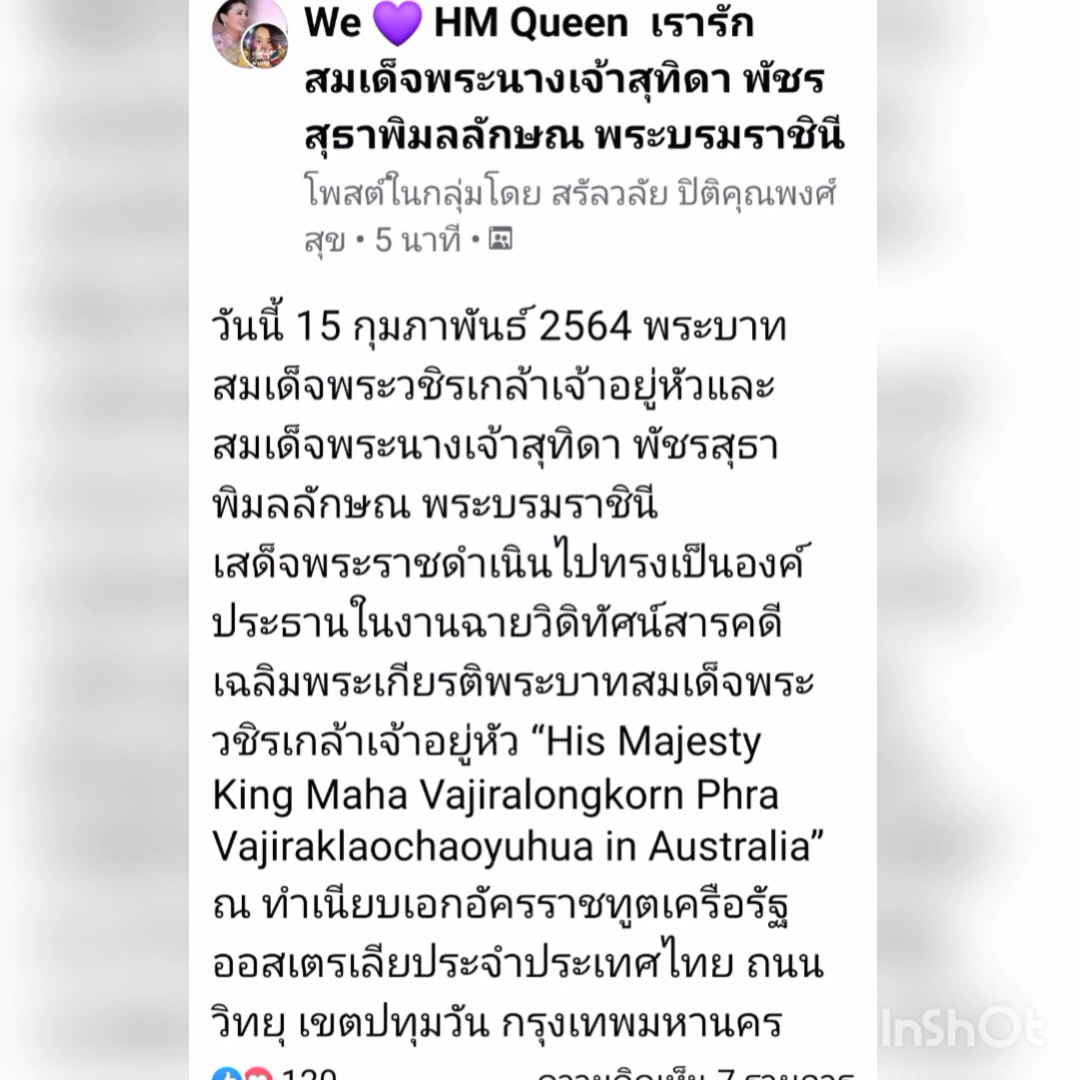 We 💜 HM Queen เรารัก
สมเด็จพระนางเจ้าสุทิดา พัชร
สุธาพิมลลักษณ พระบรมราชินี
โพสต์ในกลุ่มโดย สรัลวลัย ปิติคุณพงศ์
สุข • 5 นาที •
วันนี้ 15 กุมภาพันธ์ 2564 พระบาท
สมเด็จพระวชิรเกล้าเจ้าอยู่หัวและ
สมเด็จพระนางเจ้าสุทิดา พัชรสุธา
พิมลลักษณ พระบรมราชินี
เสด็จพระราชดำเนินไปทรงเป็นองค์
ประธานในงานฉายวิดิทัศน์สารคดี
เฉลิมพระเกียรติพระบาทสมเด็จพระ
วชิรเกล้าเจ้าอยู่หัว “His Majesty
King Maha Vajiralongkorn Phra
Vajiraklaochaoyuhua in Australia”
ณ ทำเนียบเอกอัครราชทูตเครือรัฐ
ออสเตรเลียประจำประเทศไทย ถนน
วิทยุ เขตปทุมวัน กรุงเทพมหานคร
ความคิดเห็น 7 รายการ
InShOt